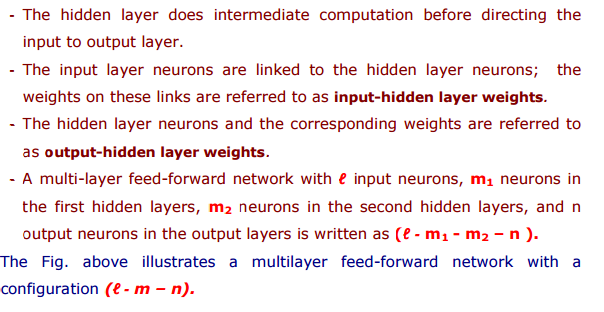 - The hidden layer does intermediate computation before directing the
input to output layer.
- The input layer neurons are linked to the hidden layer neurons; the
weights on these links are referred to as input-hidden layer weights.
- The hidden layer neurons and the corresponding weights are referred to
as output-hidden layer weights.
- A multi-layer feed-forward network with ℓ input neurons, m₁ neurons in
the first hidden layers, m₂ neurons in the second hidden layers, and n
output neurons in the output layers is written as (ℓ - m₁ - m₂ – n ).
The Fig. above illustrates a multilayer feed-forward network with a
configuration (ℓ - m – n).